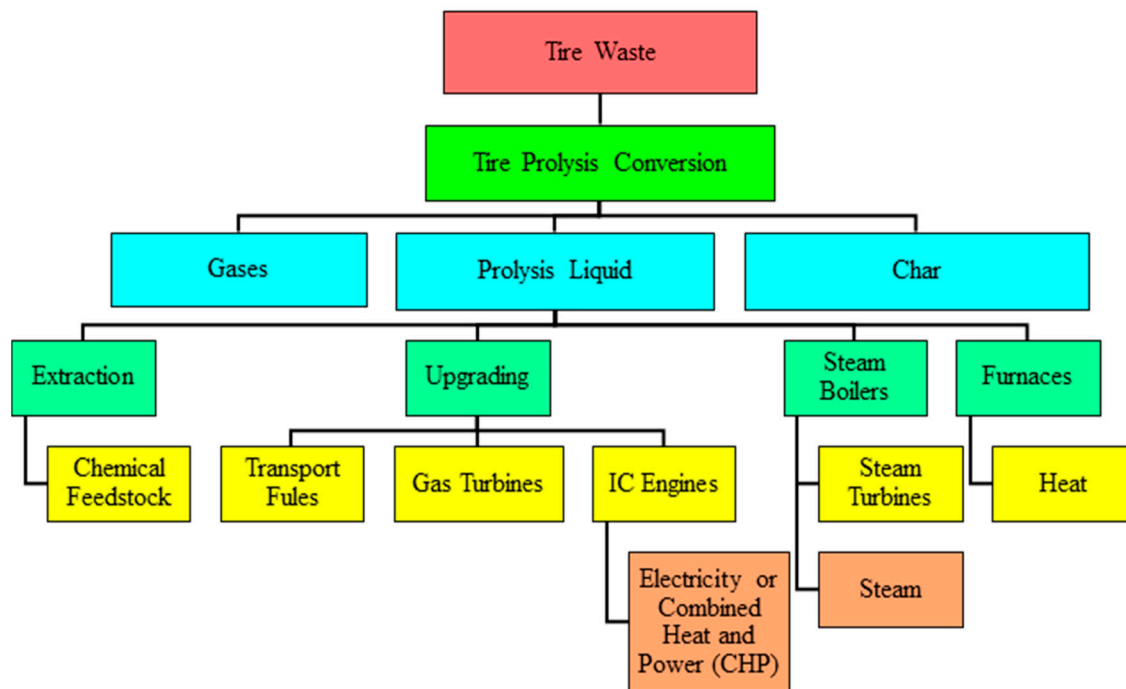 Tire Waste
Tire Prolysis Conversion
Gases
Prolysis Liquid
Char
Extraction
Upgrading
Steam
Boilers
Furnaces
Chemical
Feedstock
Transport
Fules
Gas Turbines
IC Engines
Steam
Turbines
Heat
Electricity or
Combined
Heat and
Power (CHP)
Steam